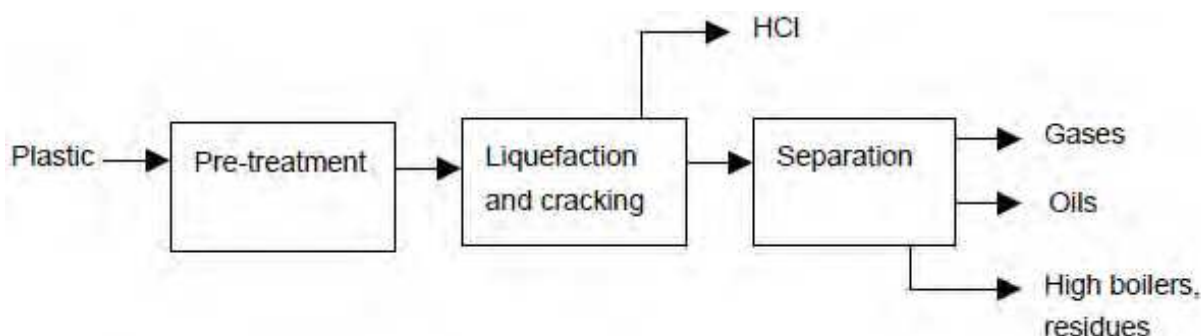 HCl
Plastic
Pre-treatment
Liquefaction
and cracking
Separation
Gases
Oils
High boilers,
residues